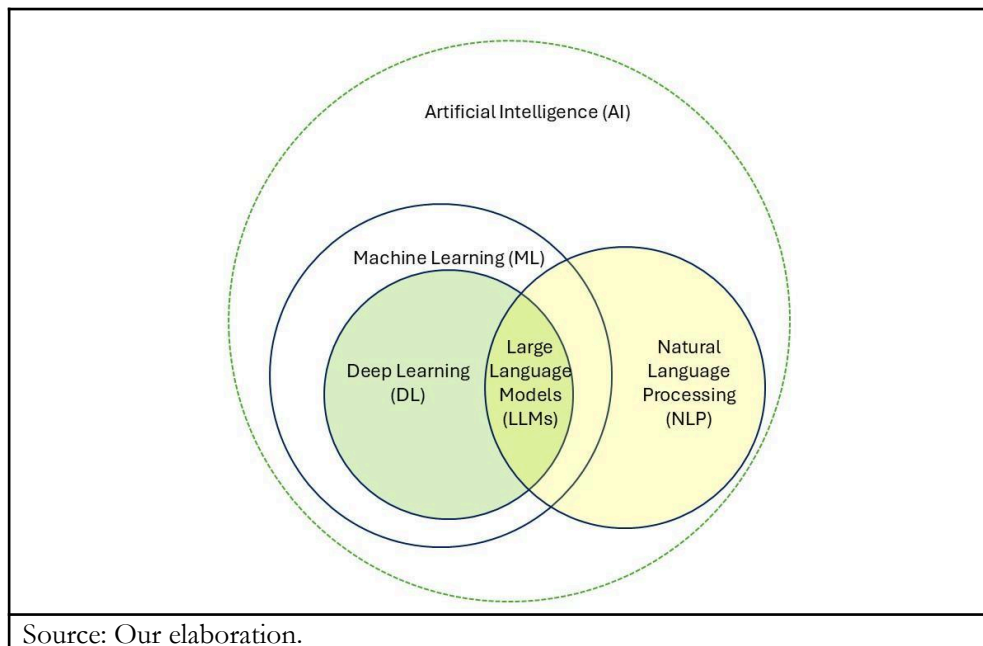 Artificial Intelligence (AI)
Machine Learning (ML)
Deep Learning
(DL)
Large
Language
Models
(LLMs)
Natural
Language
Processing
(NLP)
Source: Our elaboration.